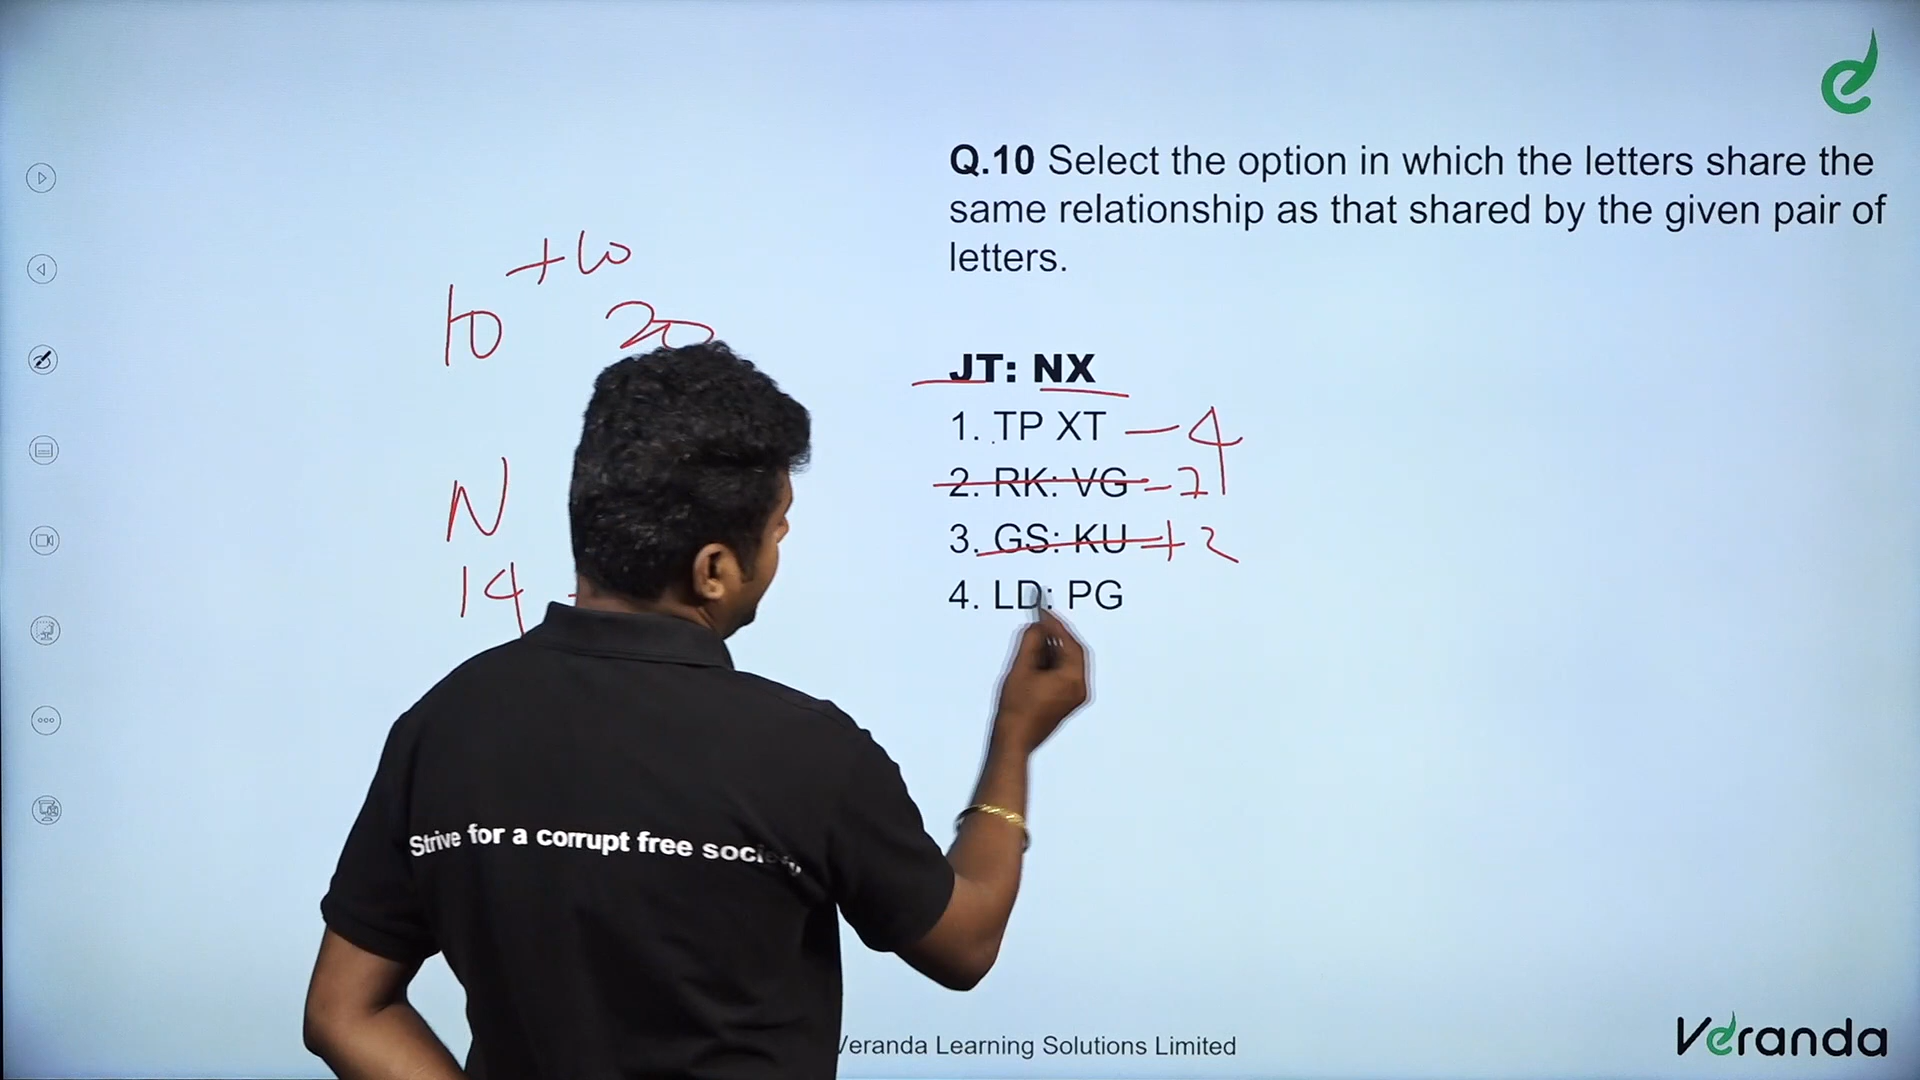 Q.10 Select the option in which the letters share the
same relationship as that shared by the given pair of
letters.
+10
10 20
JT: NX
1. TP XT - 4
2. RK: VG - 7
N
3. GS: KU + 2
14
4. LD: PG
Strive for a corrupt free
Veranda Learning Solutions Limited
Veranda